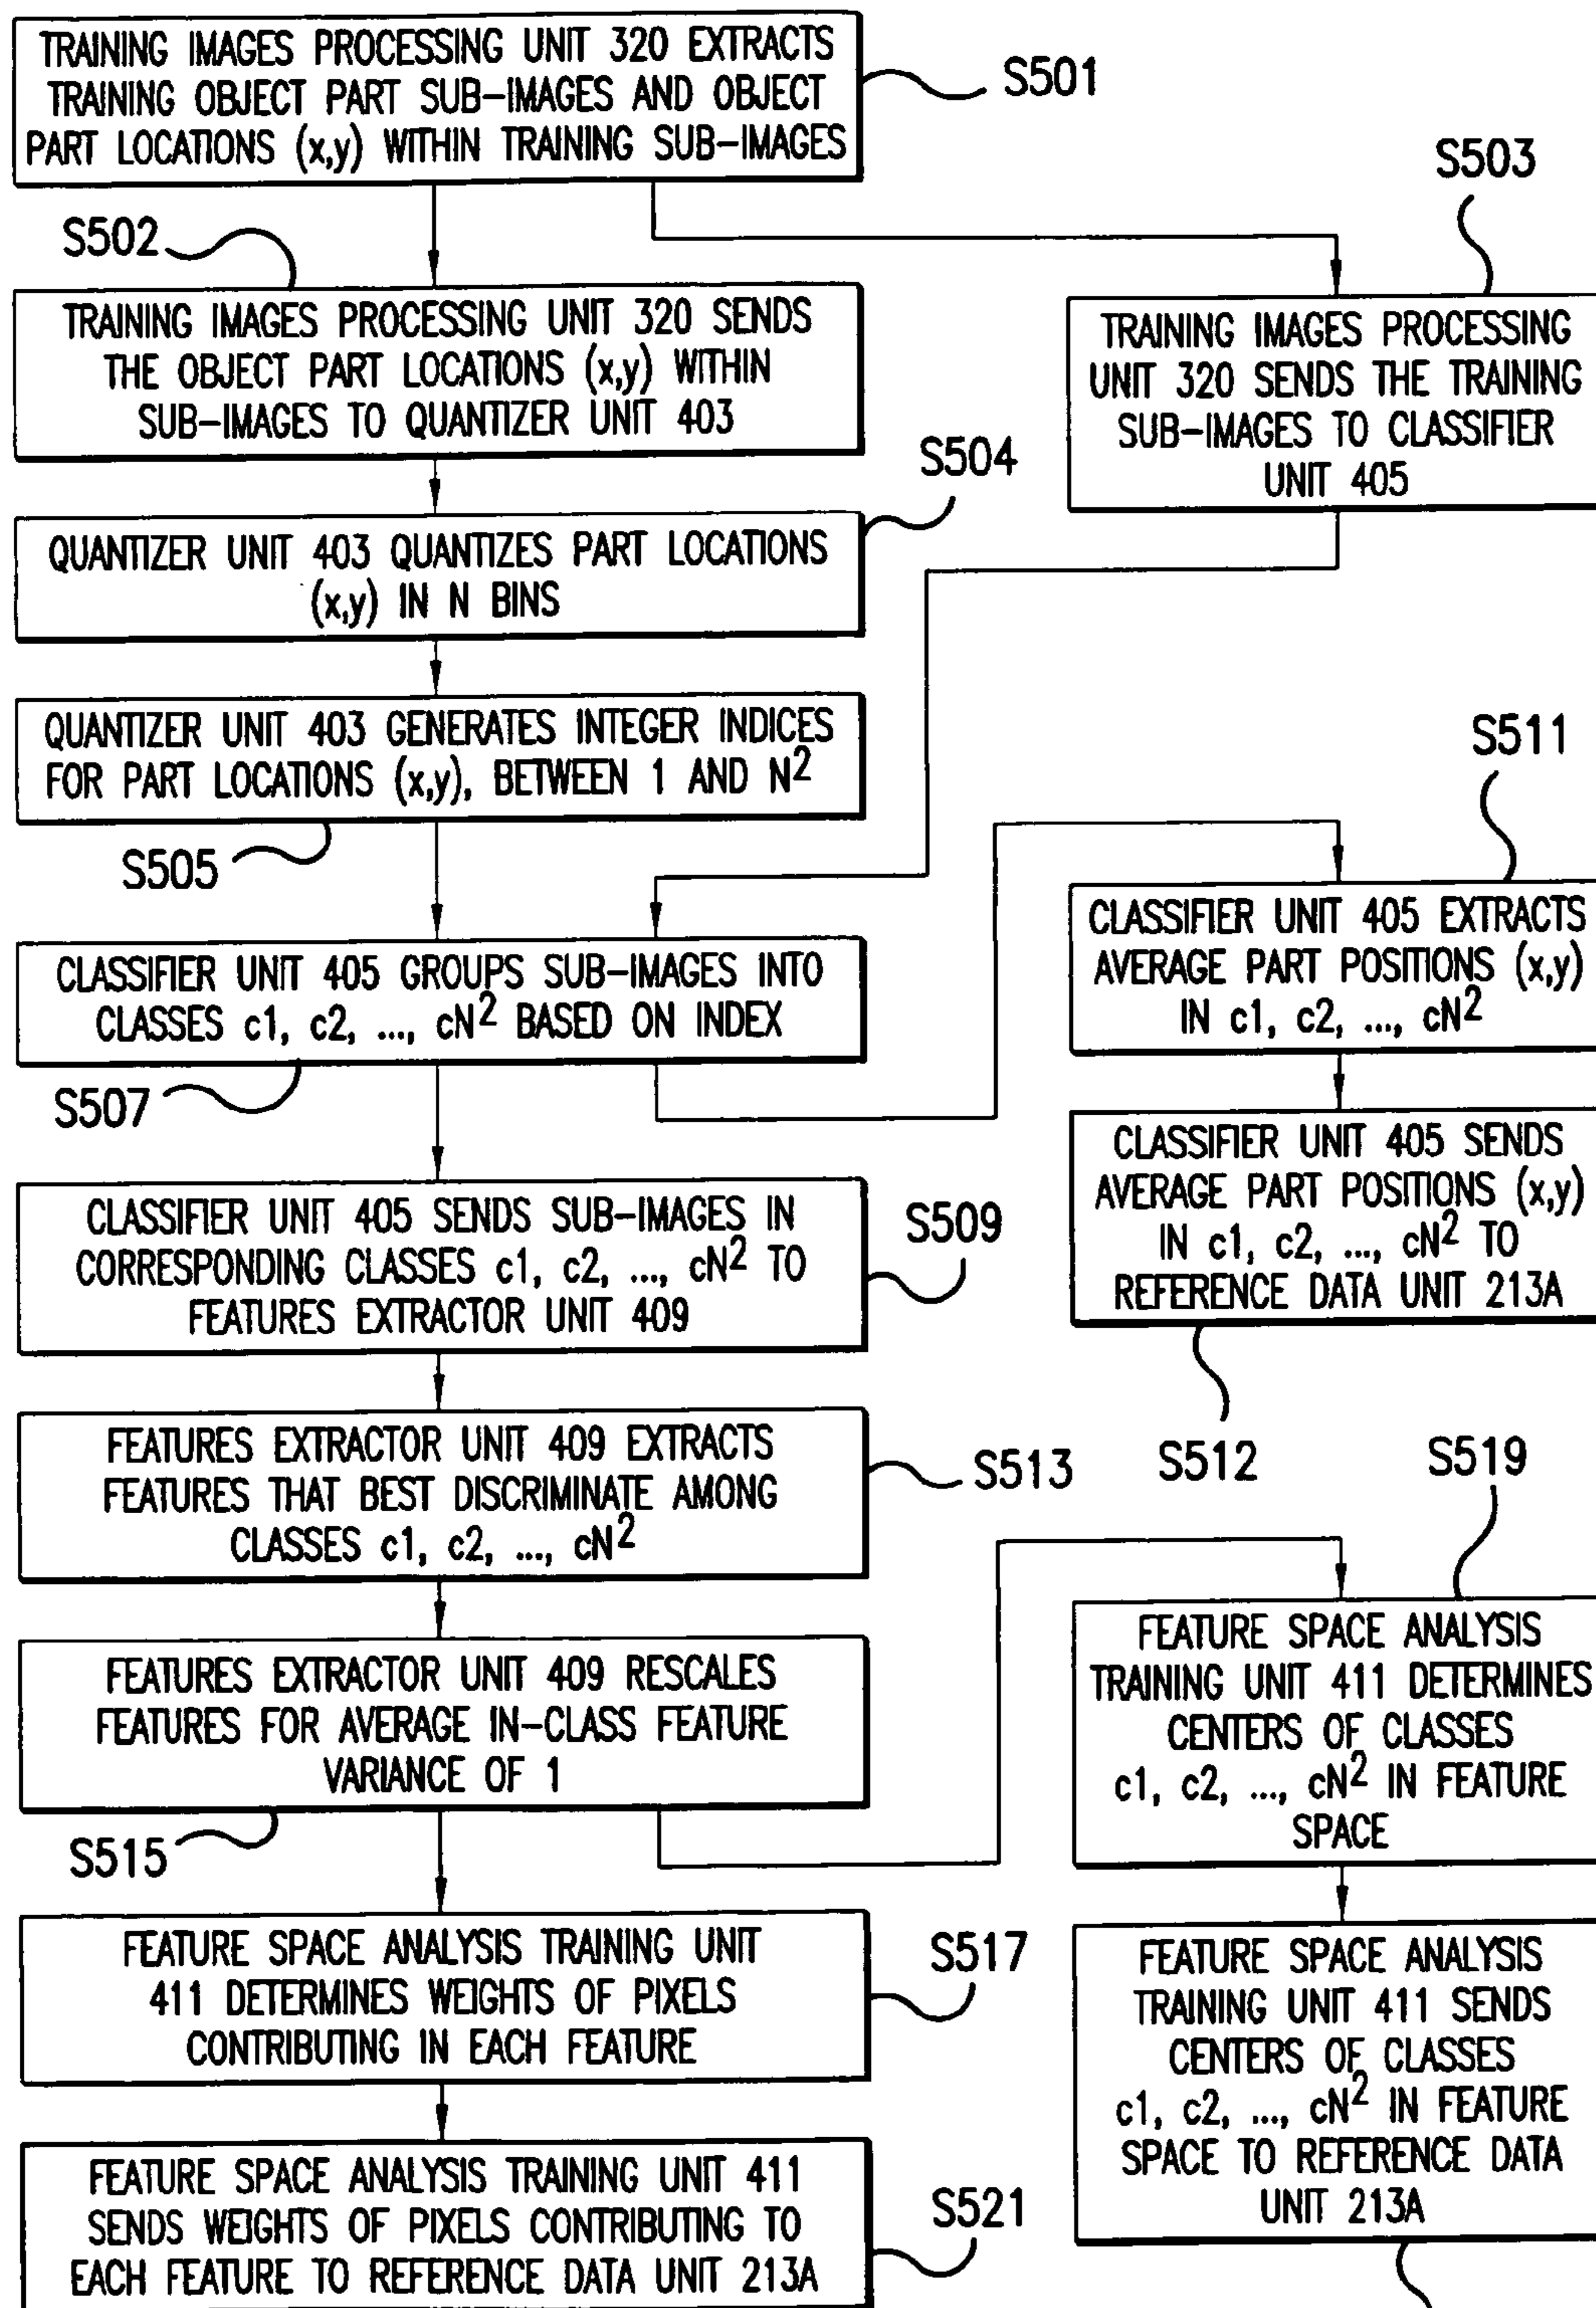 TRAINING IMAGES PROCESSING UNIT 320 EXTRACTS
TRAINING OBJECT PART SUB-IMAGES AND OBJECT
PART LOCATIONS (x,y) WITHIN TRAINING SUB-IMAGES
S501
S503
S502
TRAINING IMAGES PROCESSING UNIT 320 SENDS
THE OBJECT PART LOCATIONS (x,y) WITHIN
SUB-IMAGES TO QUANTIZER UNIT 403
TRAINING IMAGES PROCESSING
UNIT 320 SENDS THE TRAINING
SUB-IMAGES TO CLASSIFIER
UNIT 405
S504
QUANTIZER UNIT 403 QUANTIZES PART LOCATIONS
(x,y) IN N BINS
QUANTIZER UNIT 403 GENERATES INTEGER INDICES
FOR PART LOCATIONS (x,y), BETWEEN 1 AND N²
S505
S511
CLASSIFIER UNIT 405 GROUPS SUB-IMAGES INTO
CLASSES c1, c2, ..., cN² BASED ON INDEX
S507
CLASSIFIER UNIT 405 EXTRACTS
AVERAGE PART POSITIONS (x,y)
IN c1, c2, ..., cN²
CLASSIFIER UNIT 405 SENDS
AVERAGE PART POSITIONS (x,y)
IN c1, c2, ..., cN² TO
REFERENCE DATA UNIT 213A
S512
CLASSIFIER UNIT 405 SENDS SUB-IMAGES IN
CORRESPONDING CLASSES c1, c2, ..., cN² TO
FEATURES EXTRACTOR UNIT 409
S509
FEATURES EXTRACTOR UNIT 409 EXTRACTS
FEATURES THAT BEST DISCRIMINATE AMONG
CLASSES c1, c2, ..., cN²
S513
S519
FEATURES EXTRACTOR UNIT 409 RESCALES
FEATURES FOR AVERAGE IN-CLASS FEATURE
VARIANCE OF 1
S515
FEATURE SPACE ANALYSIS
TRAINING UNIT 411 DETERMINES
CENTERS OF CLASSES
c1, c2, ..., cN² IN FEATURE
SPACE
FEATURE SPACE ANALYSIS TRAINING UNIT
411 DETERMINES WEIGHTS OF PIXELS
CONTRIBUTING IN EACH FEATURE
S517
FEATURE SPACE ANALYSIS
TRAINING UNIT 411 SENDS
CENTERS OF CLASSES
c1, c2, ..., cN² IN FEATURE
SPACE TO REFERENCE DATA
UNIT 213A
FEATURE SPACE ANALYSIS TRAINING UNIT 411
SENDS WEIGHTS OF PIXELS CONTRIBUTING TO
EACH FEATURE TO REFERENCE DATA UNIT 213A
S521